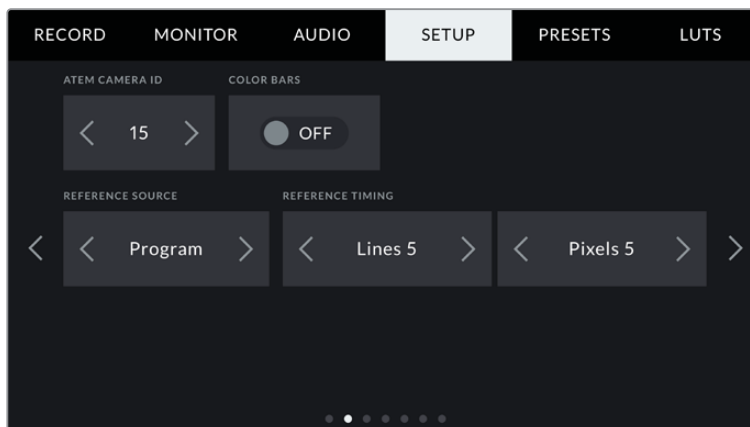 RECORD MONITOR AUDIO SETUP PRESETS LUTS
ATEM CAMERA ID COLOR BARS
15 OFF
REFERENCE SOURCE REFERENCE TIMING
Program Lines 5 Pixels 5